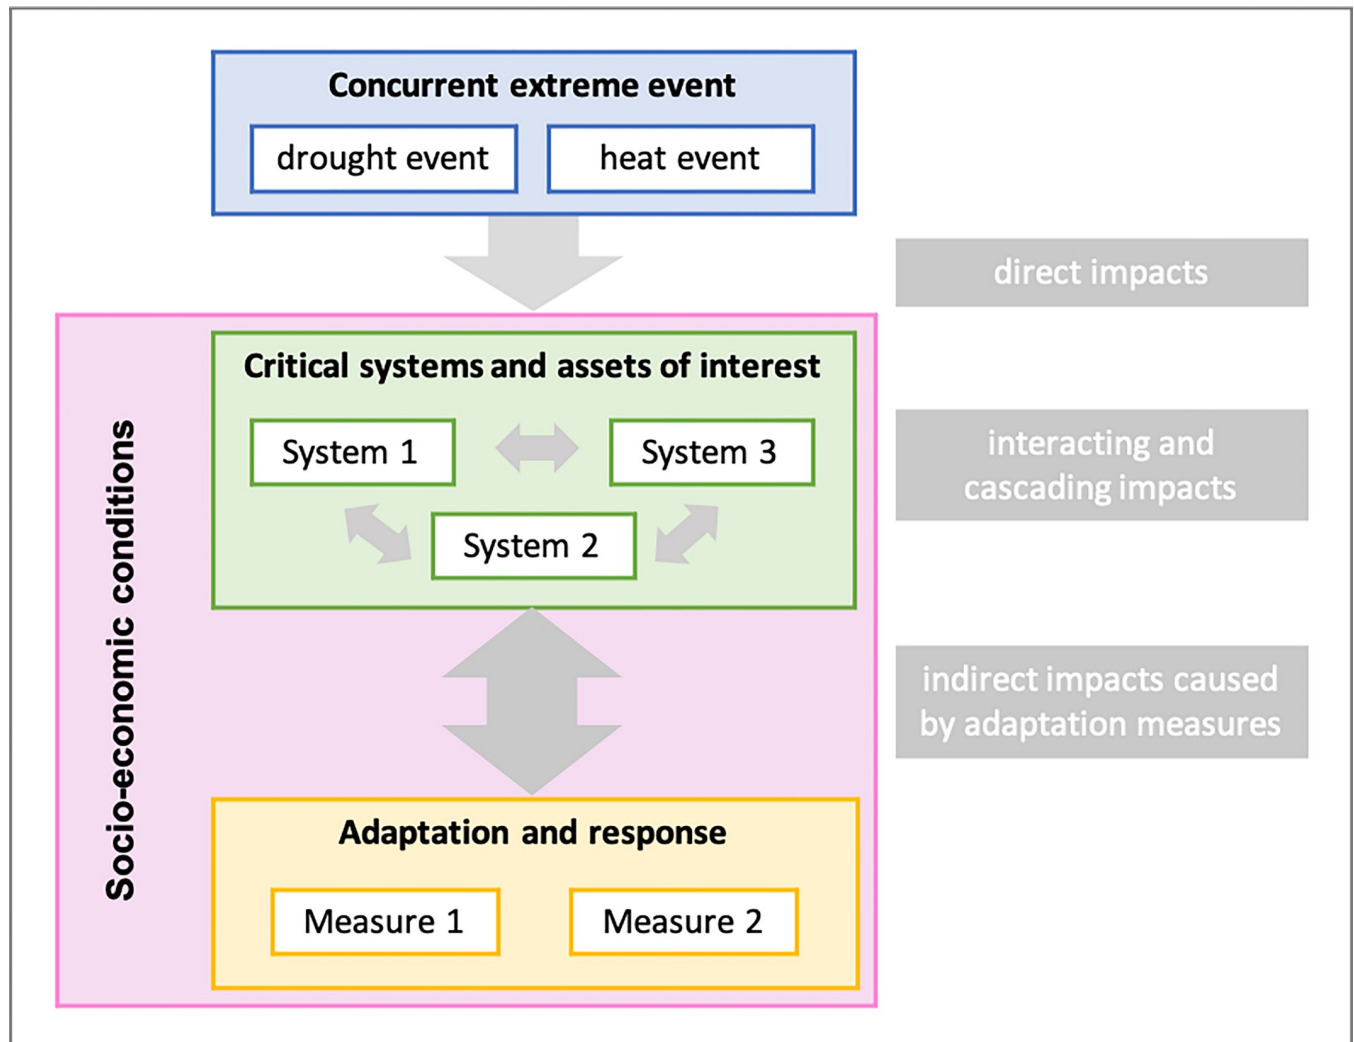 Concurrent extreme event
drought event
heat event
direct impacts
Socio-economic conditions
Critical systems and assets of interest
System 1
System 3
System 2
interacting and
cascading impacts
indirect impacts caused
by adaptation measures
Adaptation and response
Measure 1
Measure 2